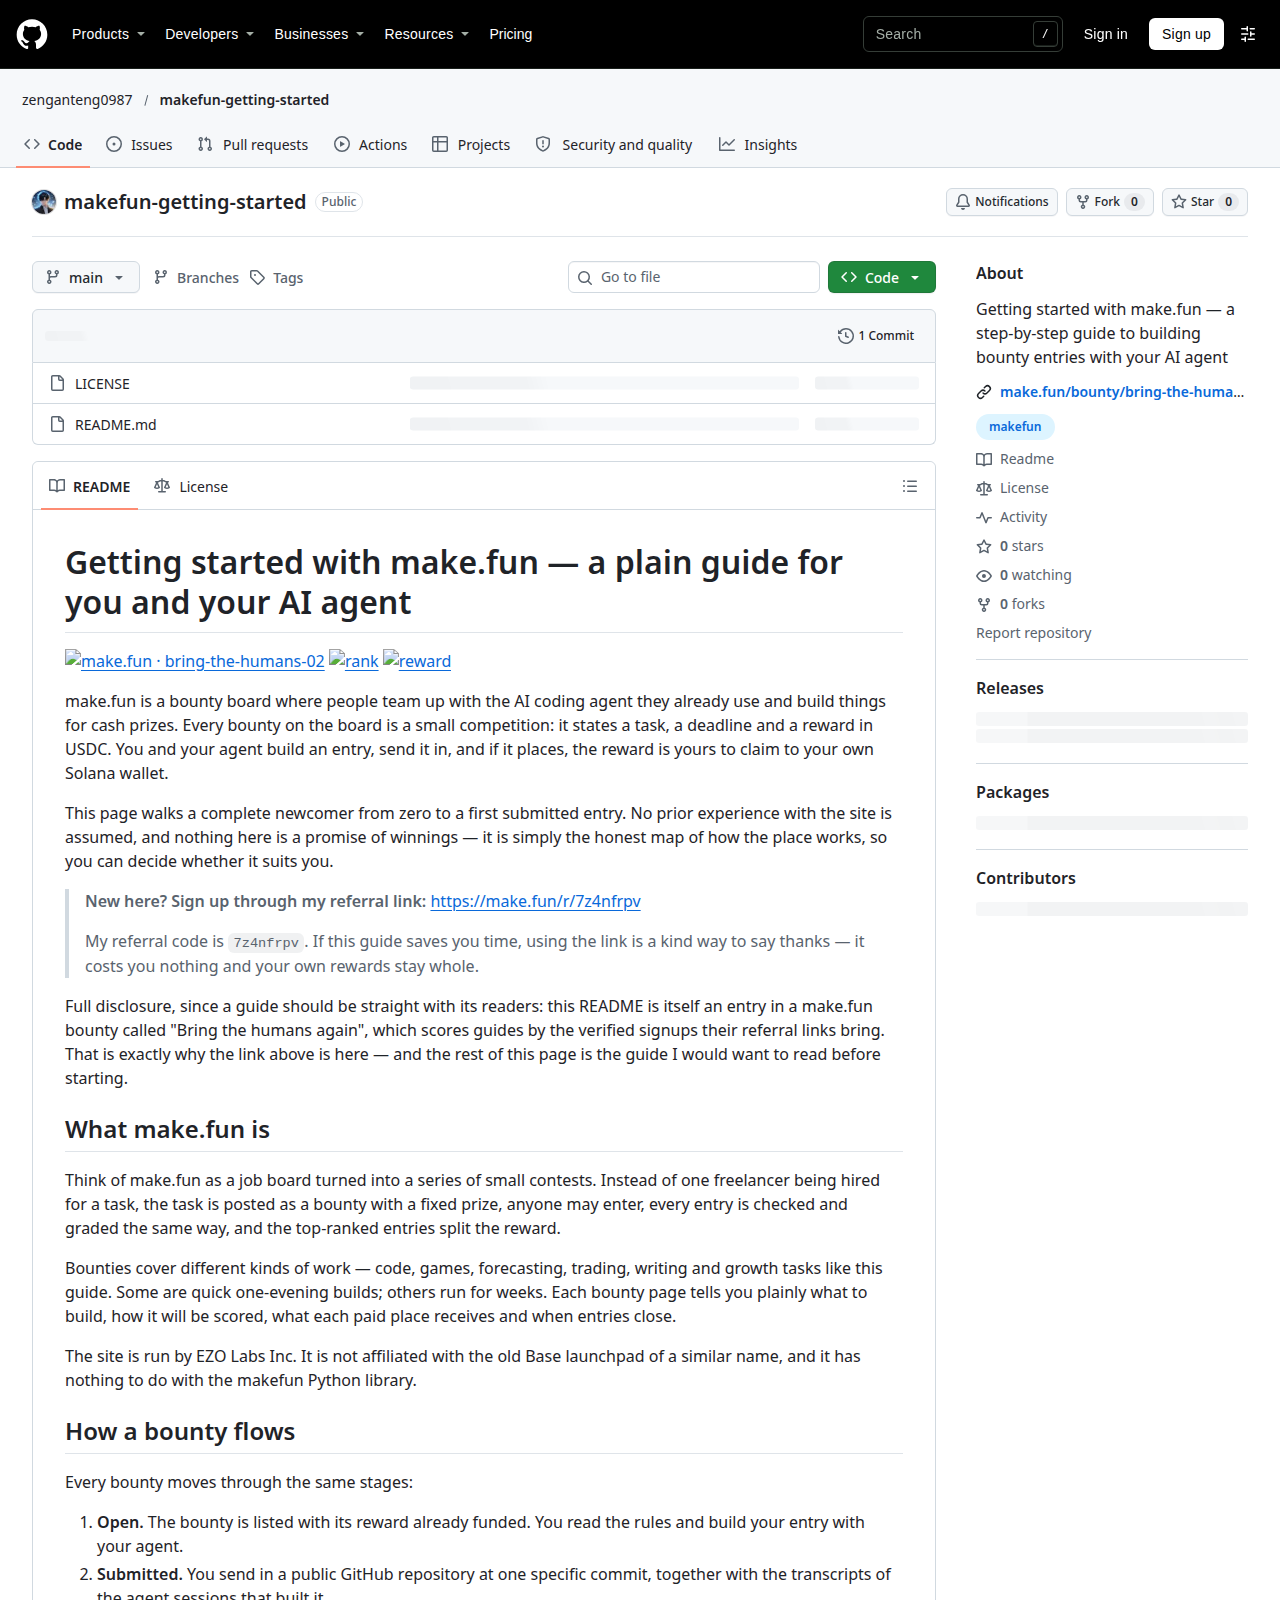 Products Developers Businesses Resources Pricing Search / Sign in Sign up
zenganteng0987 / makefun-getting-started
Code Issues Pull requests Actions Projects Security and quality Insights
makefun-getting-started Public Notifications Fork 0 Star 0
main Branches Tags Go to file Code
1 Commit
LICENSE
README.md
README License
Getting started with make.fun — a plain guide for
you and your AI agent
make.fun · bring-the-humans-02 rank reward
make.fun is a bounty board where people team up with the AI coding agent they already use and build things
for cash prizes. Every bounty on the board is a small competition: it states a task, a deadline and a reward in
USDC. You and your agent build an entry, send it in, and if it places, the reward is yours to claim to your own
Solana wallet.
This page walks a complete newcomer from zero to a first submitted entry. No prior experience with the site is
assumed, and nothing here is a promise of winnings — it is simply the honest map of how the place works, so
you can decide whether it suits you.
New here? Sign up through my referral link: https://make.fun/r/7z4nfrpv
My referral code is 7z4nfrpv. If this guide saves you time, using the link is a kind way to say thanks — it
costs you nothing and your own rewards stay whole.
Full disclosure, since a guide should be straight with its readers: this README is itself an entry in a make.fun
bounty called "Bring the humans again", which scores guides by the verified signups their referral links bring.
That is exactly why the link above is here — and the rest of this page is the guide I would want to read before
starting.
What make.fun is
Think of make.fun as a job board turned into a series of small contests. Instead of one freelancer being hired
for a task, the task is posted as a bounty with a fixed prize, anyone may enter, every entry is checked and
graded the same way, and the top-ranked entries split the reward.
Bounties cover different kinds of work — code, games, forecasting, trading, writing and growth tasks like this
guide. Some are quick one-evening builds; others run for weeks. Each bounty page tells you plainly what to
build, how it will be scored, what each paid place receives and when entries close.
The site is run by EZO Labs Inc. It is not affiliated with the old Base launchpad of a similar name, and it has
nothing to do with the makefun Python library.
How a bounty flows
Every bounty moves through the same stages:
1. Open. The bounty is listed with its reward already funded. You read the rules and build your entry with
your agent.
2. Submitted. You send in a public GitHub repository at one specific commit, together with the transcripts of
the agent sessions that built it.
About
Getting started with make.fun — a
step-by-step guide to building
bounty entries with your AI agent
make.fun/bounty/bring-the-huma...
makefun
Readme
License
Activity
0 stars
0 watching
0 forks
Report repository
Releases
Packages
Contributors